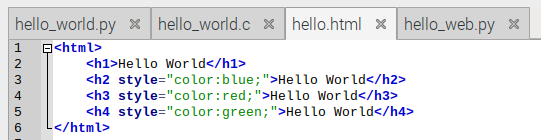 hello_world.py hello_world.c hello.html hello_web.py
1 <html>
2 <h1>Hello World</h1>
3 <h2 style="color:blue;">Hello World</h2>
4 <h3 style="color:red;">Hello World</h3>
5 <h4 style="color:green;">Hello World</h4>
6 </html>